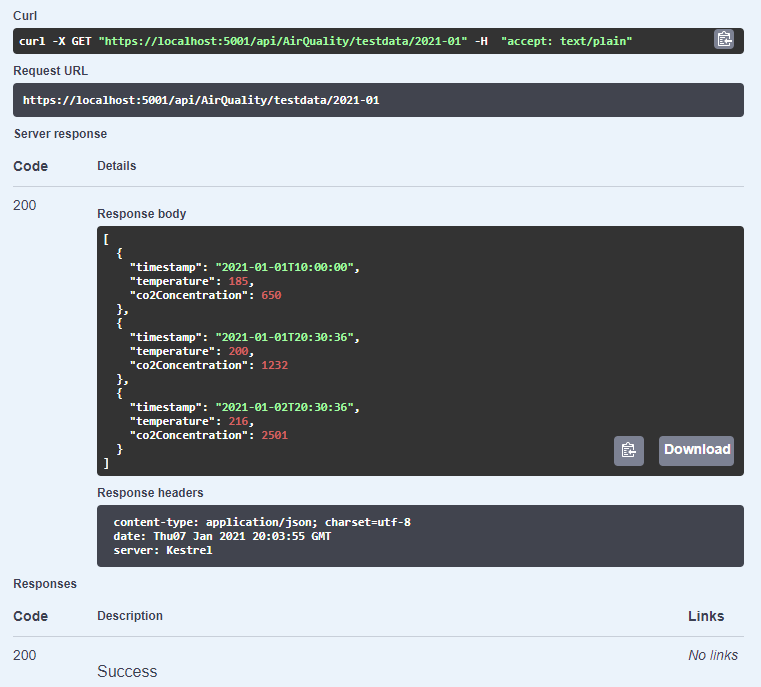 Curl
curl -X GET "https://localhost:5001/api/AirQuality/testdata/2021-01" -H  "accept: text/plain"
Request URL
https://localhost:5001/api/AirQuality/testdata/2021-01
Server response
Code Details
200
Response body
[
  {
    "timestamp": "2021-01-01T10:00:00",
    "temperature": 185,
    "co2Concentration": 650
  },
  {
    "timestamp": "2021-01-01T20:30:36",
    "temperature": 200,
    "co2Concentration": 1232
  },
  {
    "timestamp": "2021-01-02T20:30:36",
    "temperature": 216,
    "co2Concentration": 2501
  }
]
Download
Response headers
content-type: application/json; charset=utf-8
date: Thu07 Jan 2021 20:03:55 GMT
server: Kestrel
Responses
Code Description Links
200 No links
Success